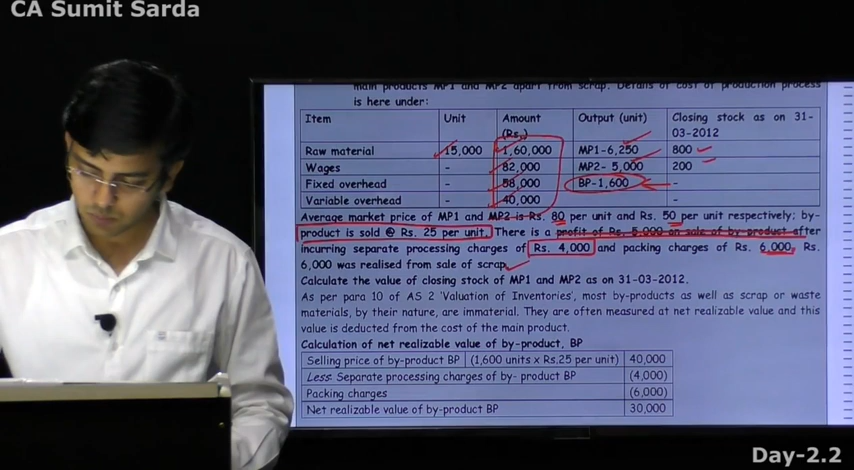 CA Sumit Sarda
main products MP1 and MP2 apart from scrap. Details of cost of production process
is here under:
Item Unit Amount (Rs.) Output (unit) Closing stock as on 31-03-2012
Raw material 15,000 1,60,000 MP1-6,250 800
Wages - 82,000 MP2- 5,000 200
Fixed overhead - 58,000 BP-1,600 -
Variable overhead - 40,000 -
Average market price of MP1 and MP2 is Rs. 80 per unit and Rs. 50 per unit respectively; by-
product is sold @ Rs. 25 per unit. There is a profit of Rs. 5,000 on sale of by product after
incurring separate processing charges of Rs. 4,000 and packing charges of Rs. 6,000, Rs.
6,000 was realised from sale of scrap.
Calculate the value of closing stock of MP1 and MP2 as on 31-03-2012.
As per para 10 of AS 2 'Valuation of Inventories', most by-products as well as scrap or waste
materials, by their nature, are immaterial. They are often measured at net realizable value and this
value is deducted from the cost of the main product.
Calculation of net realizable value of by-product, BP
Selling price of by-product BP (1,600 units x Rs.25 per unit) 40,000
Less: Separate processing charges of by- product BP (4,000)
Packing charges (6,000)
Net realizable value of by-product BP 30,000
Day-2.2